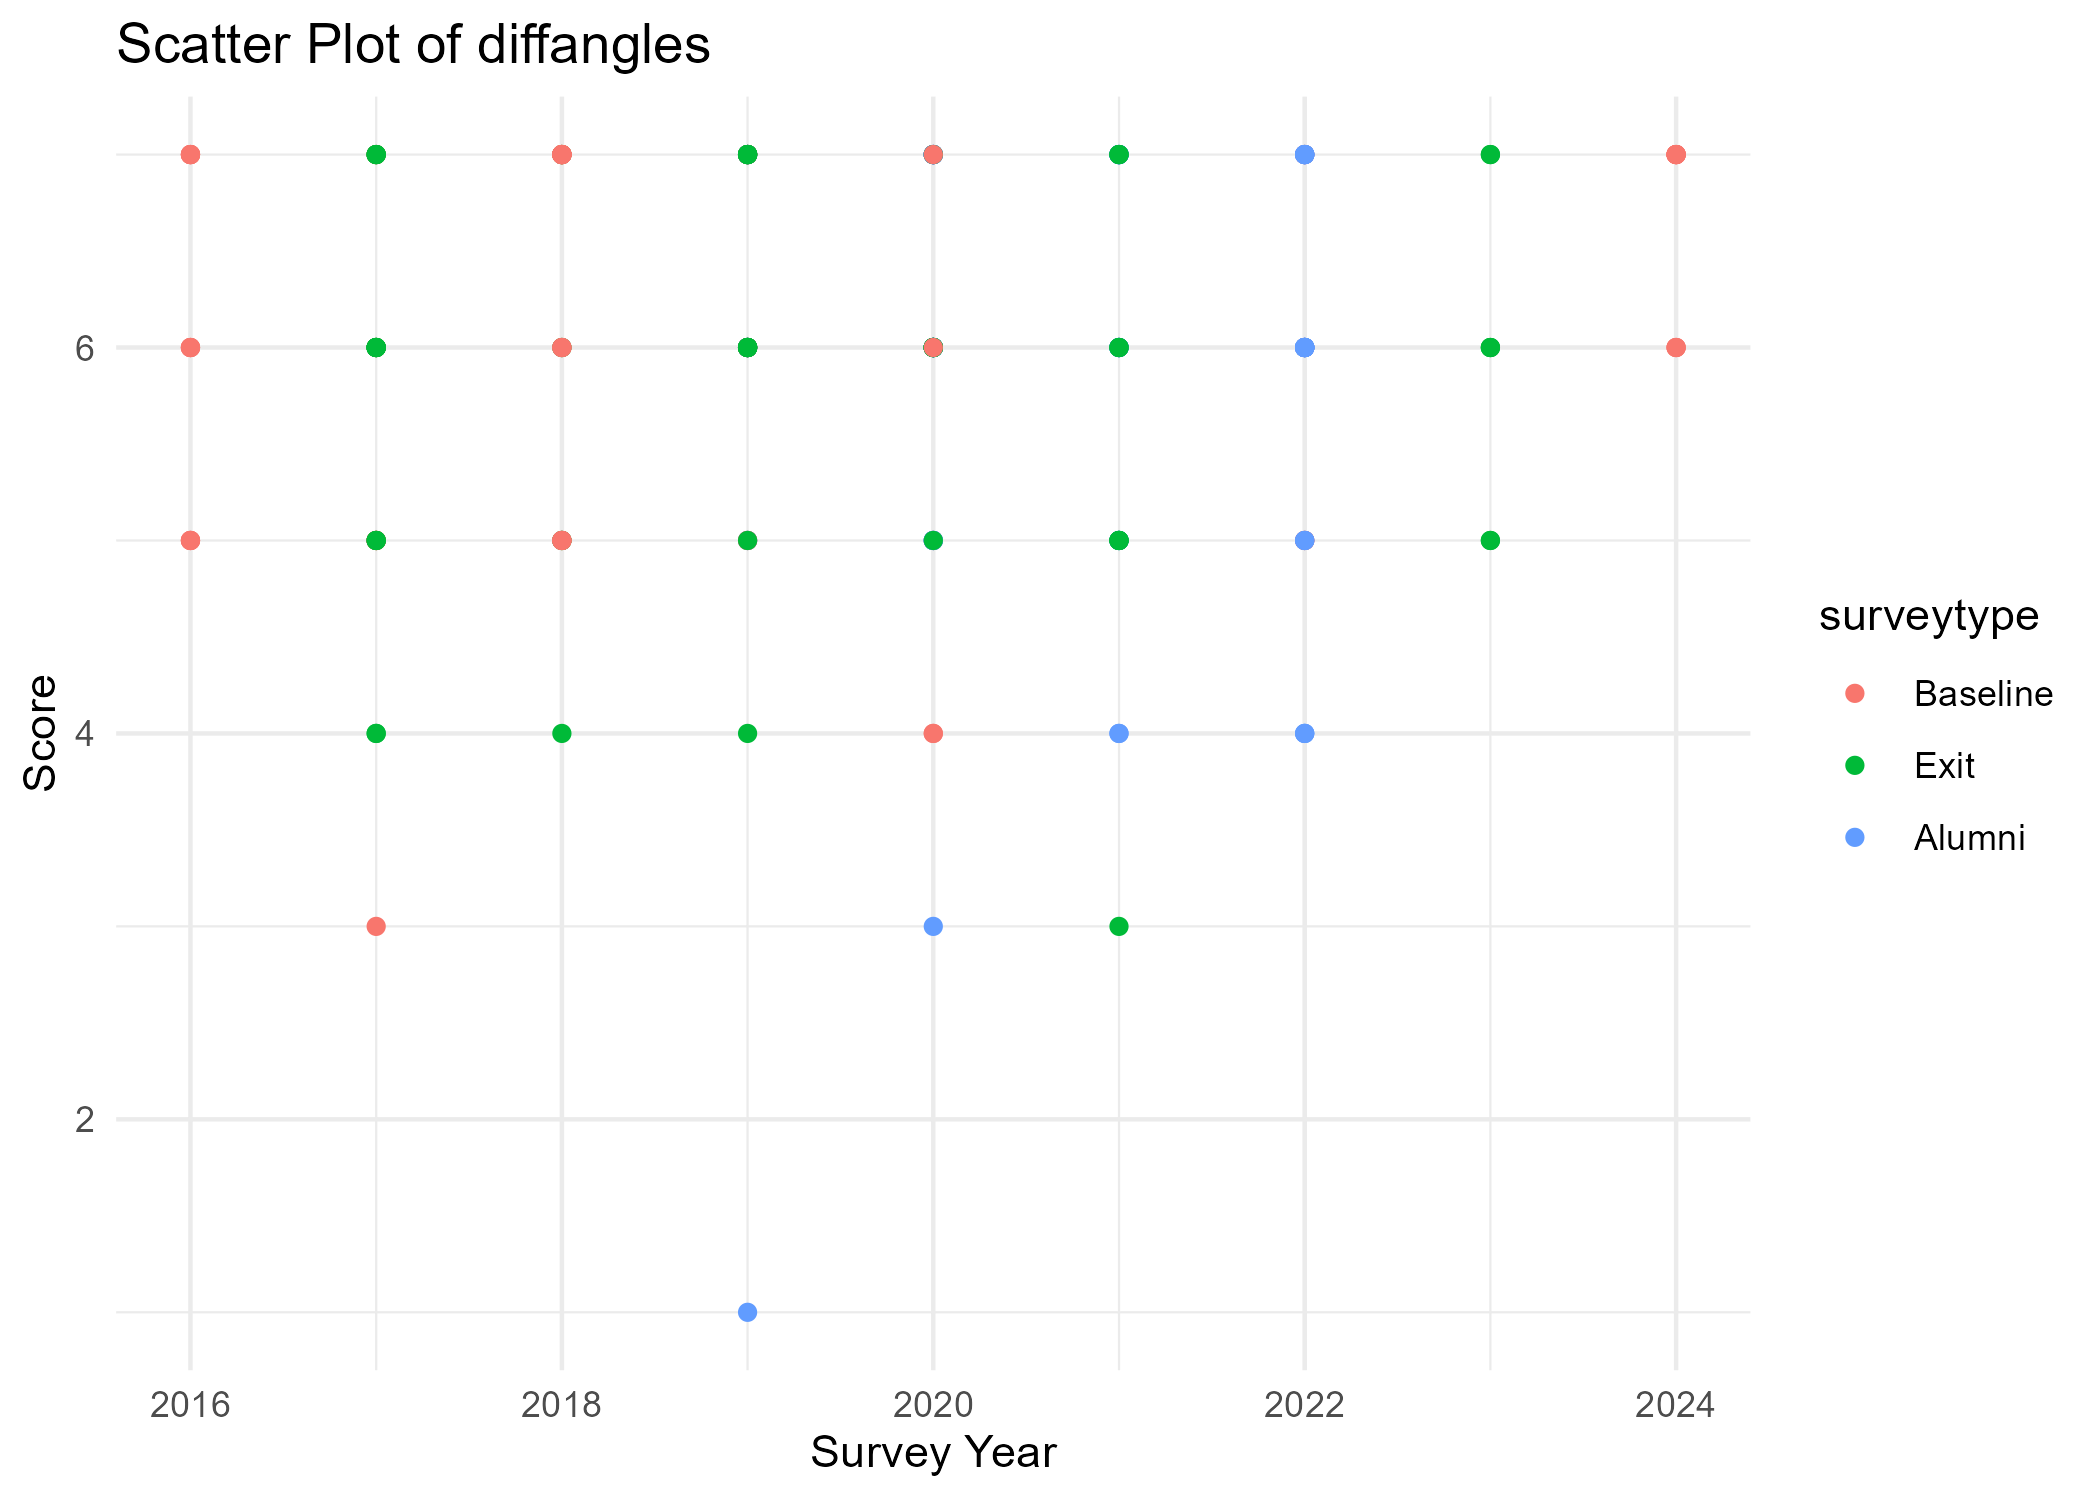 Scatter Plot of diffangles
6
4
2
Score
2016
2018
2020
2022
2024
Survey Year
surveytype
Baseline
Exit
Alumni